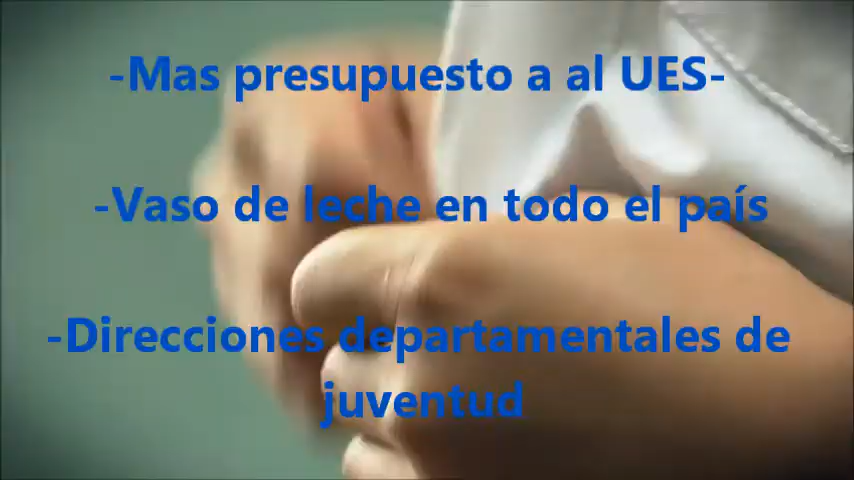 -Mas presupuesto a al UES-
-Vaso de leche en todo el país
-Direcciones departamentales de
juventud